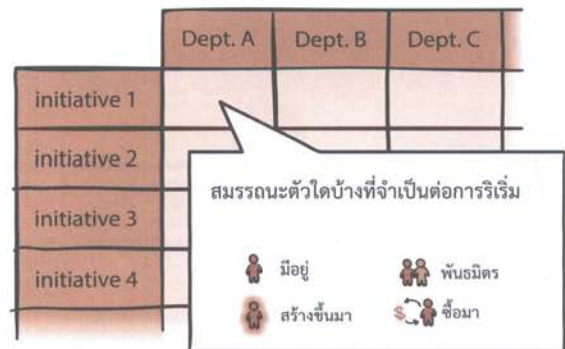 Dept. A Dept. B Dept. C
initiative 1
initiative 2
initiative 3
initiative 4
สมรรถนะตัวใดบ้างที่จำเป็นต่อการริเริ่ม
มีอยู่ พันธมิตร
สร้างขึ้นมา $ ซื้อมา